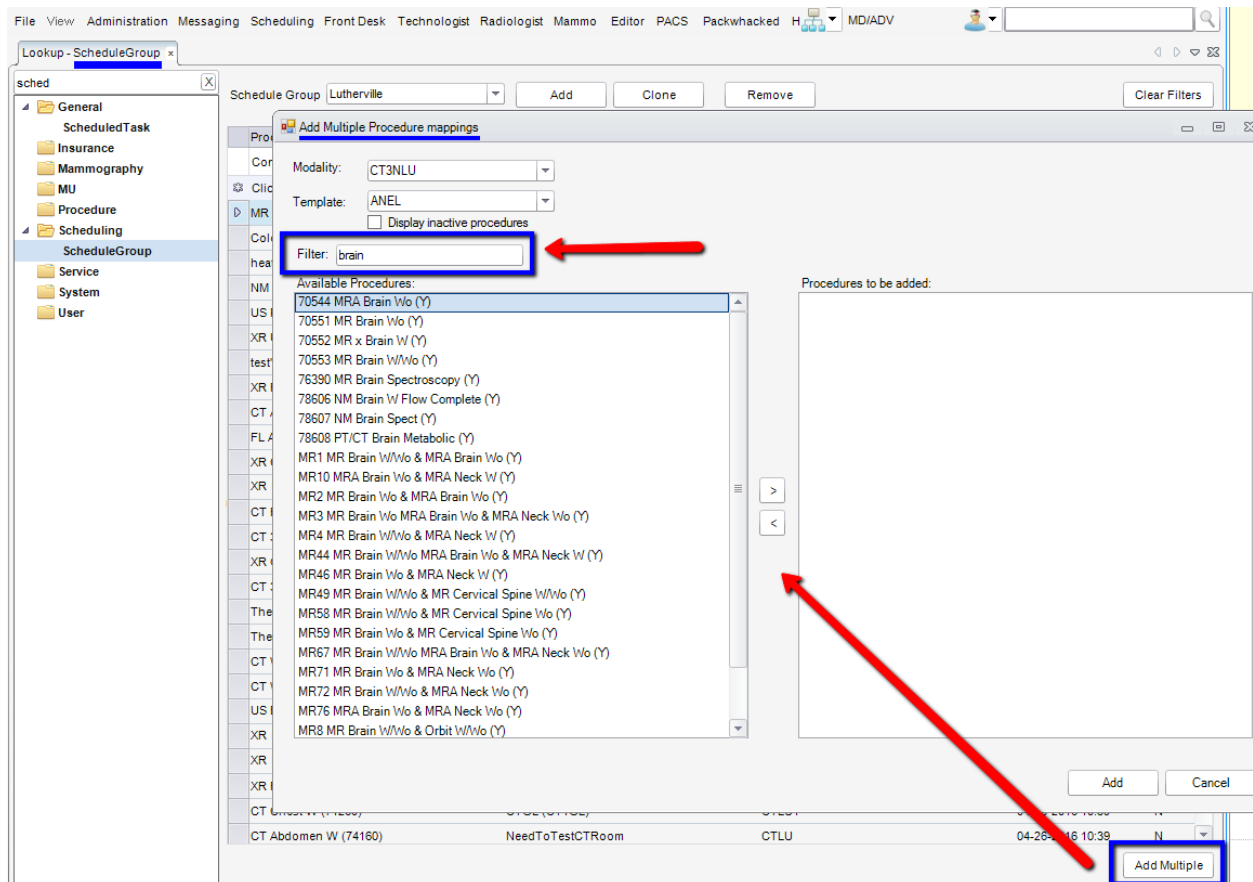 File View Administration Messaging Scheduling Front Desk Technologist Radiologist Mammo Editor PACS Packwhacked H MD/ADV
Lookup - ScheduleGroup
sched
General
ScheduledTask
Insurance
Mammography
MU
Procedure
Scheduling
ScheduleGroup
Service
System
User
Schedule Group Lutherville Add Clone Remove Clear Filters
Add Multiple Procedure mappings
Modality: CT3NLU
Template: ANEL
Display inactive procedures
Filter: brain
Available Procedures: Procedures to be added:
70544 MRA Brain Wo (Y)
70551 MR Brain Wo (Y)
70552 MR x Brain W (Y)
70553 MR Brain W/Wo (Y)
76390 MR Brain Spectroscopy (Y)
78606 NM Brain W Flow Complete (Y)
78607 NM Brain Spect (Y)
78608 PT/CT Brain Metabolic (Y)
MR1 MR Brain W/Wo & MRA Brain Wo (Y)
MR10 MRA Brain Wo & MRA Neck W (Y)
MR2 MR Brain Wo & MRA Brain Wo (Y)
MR3 MR Brain Wo MRA Brain Wo & MRA Neck Wo (Y)
MR4 MR Brain W/Wo & MRA Neck W (Y)
MR44 MR Brain W/Wo MRA Brain Wo & MRA Neck W (Y)
MR46 MR Brain Wo & MRA Neck W (Y)
MR49 MR Brain W/Wo & MR Cervical Spine W/Wo (Y)
MR58 MR Brain W/Wo & MR Cervical Spine Wo (Y)
MR59 MR Brain Wo & MR Cervical Spine Wo (Y)
MR67 MR Brain W/Wo MRA Brain Wo & MRA Neck Wo (Y)
MR71 MR Brain Wo & MRA Neck Wo (Y)
MR72 MR Brain W/Wo & MRA Neck Wo (Y)
MR76 MRA Brain Wo & MRA Neck Wo (Y)
MR8 MR Brain W/Wo & Orbit W/Wo (Y)
>
<
Add Cancel
CT Abdomen W (74160) NeedToTestCTRoom CTLU 04-26-2016 10:39 N
Add Multiple